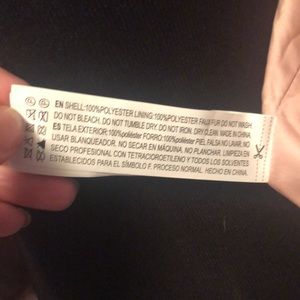 EN SHELL:100%POLYESTER LINING:100%POLYESTER FAUX FUR DO NOT WASH.
DO NOT BLEACH. DO NOT TUMBLE DRY. DO NOT IRON. DRY CLEAN. MADE IN CHINA
ES TELA EXTERIOR:100%poliéster FORRO:100%poliéster PIEL FALSA NO LAVAR, NO
USAR BLANQUEADOR, NO SECAR EN MÁQUINA, NO PLANCHAR, LIMPIEZA EN
SECO PROFESIONAL CON TETRACLOROETILENO Y TODOS LOS SOLVENTES
ESTABLECIDOS PARA EL SÍMBOLO F. PROCESO NORMAL. HECHO EN CHINA.